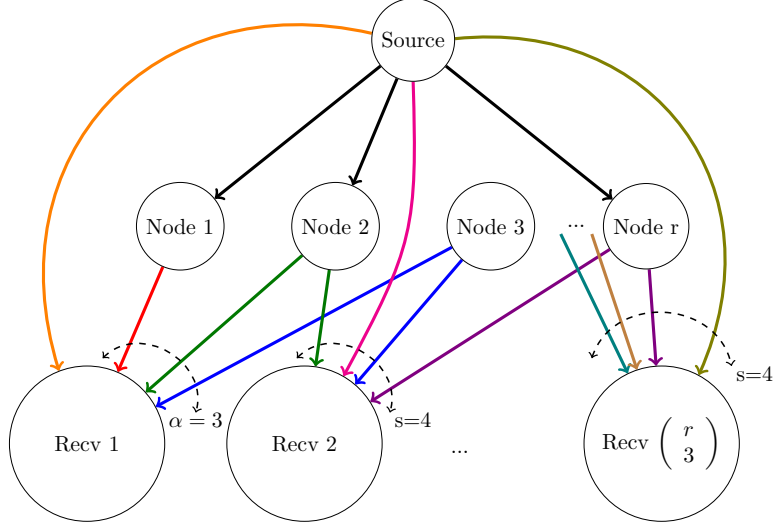 Source
Node 1
Node 2
Node 3
...
Node r
s=4
α = 3
s=4
Recv 1
Recv 2
...
Recv ( r 3 )